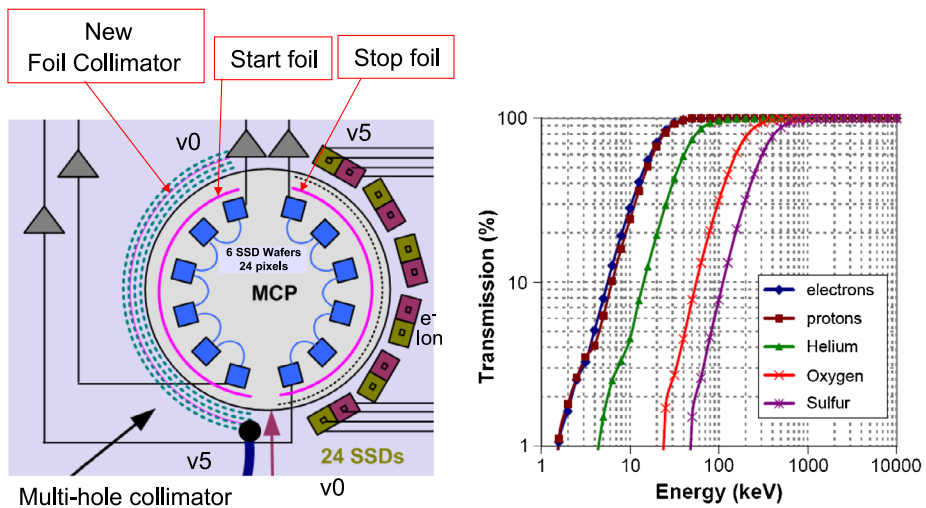 New
Foil Collimator
Start foil
Stop foil
v0
v5
6 SSD Wafers
24 pixels
MCP
e-
Ion
v5
24 SSDs
v0
Multi-hole collimator
Transmission (%)
100
10
1
electrons
protons
Helium
Oxygen
Sulfur
1 10 100 1000 10000
Energy (keV)